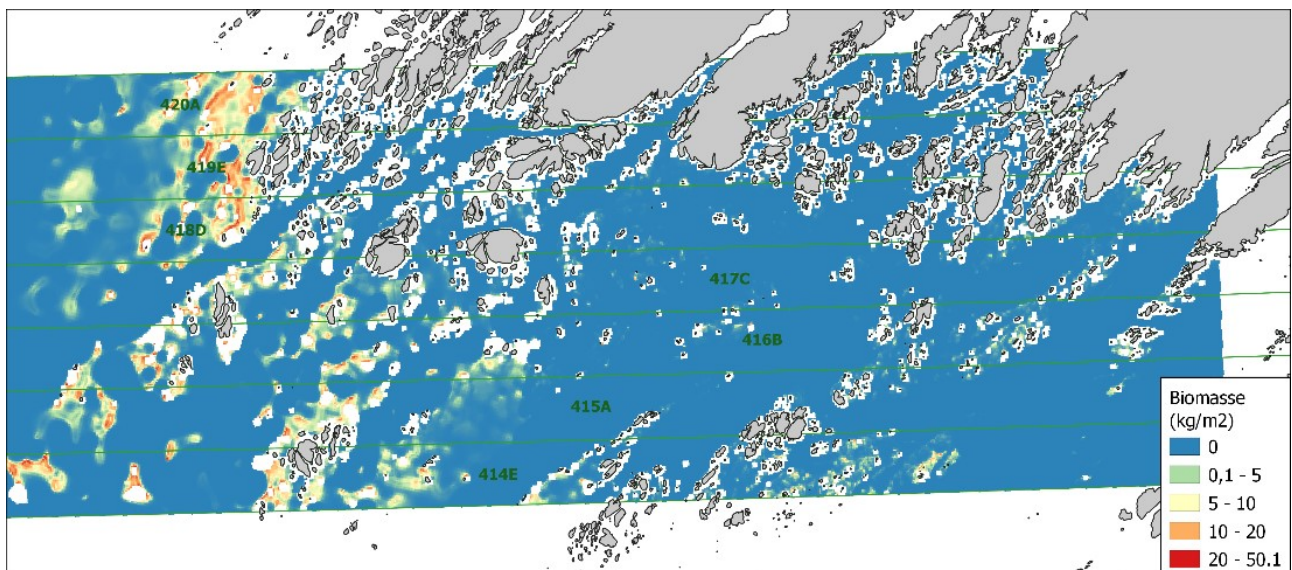 420A
419E
418D
417C
416B
415A
414E
Biomasse
(kg/m2)
0
0,1 - 5
5 - 10
10 - 20
20 - 50.1